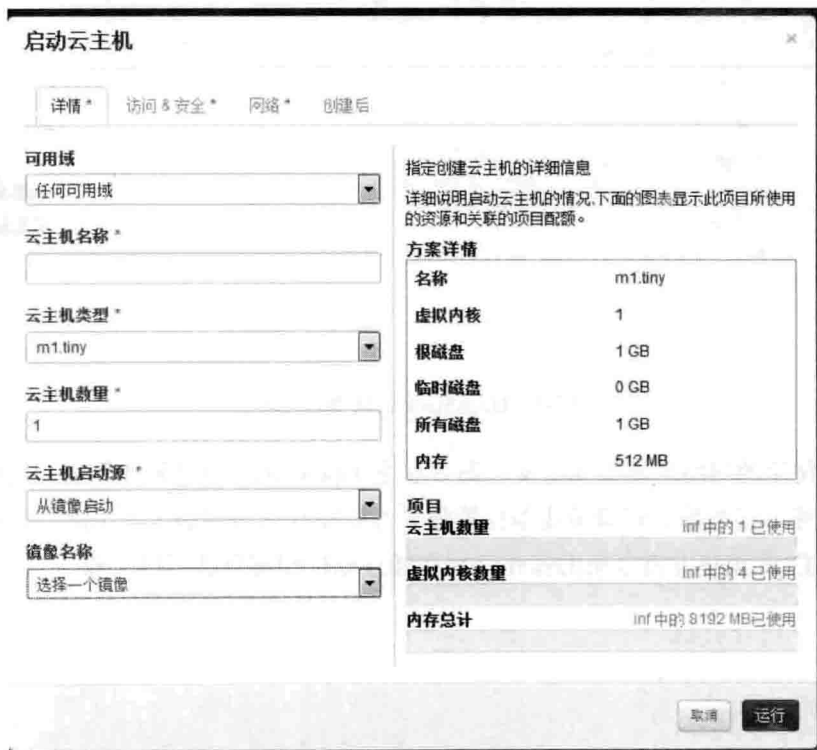 启动云主机
×
详情 * 访问 & 安全 * 网络 * 创建后
可用域
任何可用域
云主机名称 *
云主机类型 *
m1.tiny
云主机数量 *
1
云主机启动源 *
从镜像启动
镜像名称
选择一个镜像
指定创建云主机的详细信息
详细说明启动云主机的情况,下面的图表显示此项目所使用
的资源和关联的项目配额。
方案详情
名称 m1.tiny
虚拟内核 1
根磁盘 1 GB
临时磁盘 0 GB
所有磁盘 1 GB
内存 512 MB
项目
云主机数量 inf 中的 1 已使用
虚拟内核数量 inf 中的 4 已使用
内存总计 inf 中的 8192 MB已使用
取消 运行